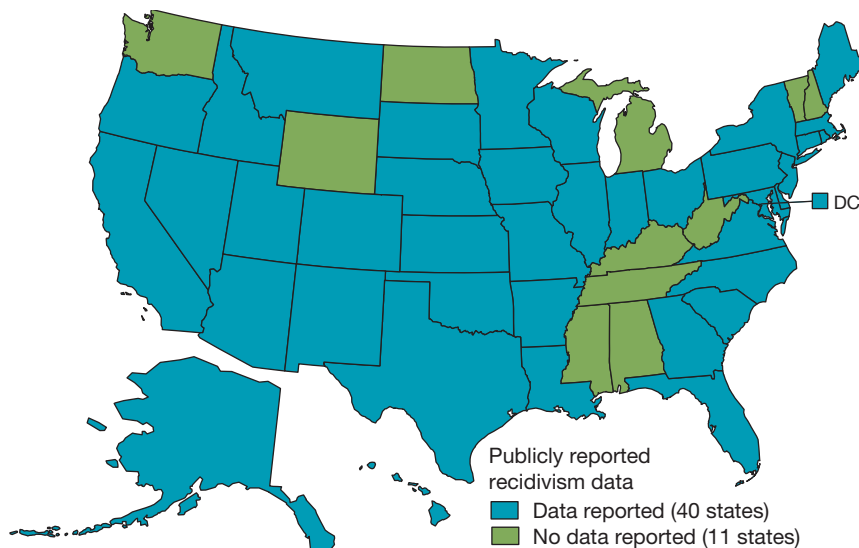 DC
Publicly reported
recidivism data
Data reported (40 states)
No data reported (11 states)